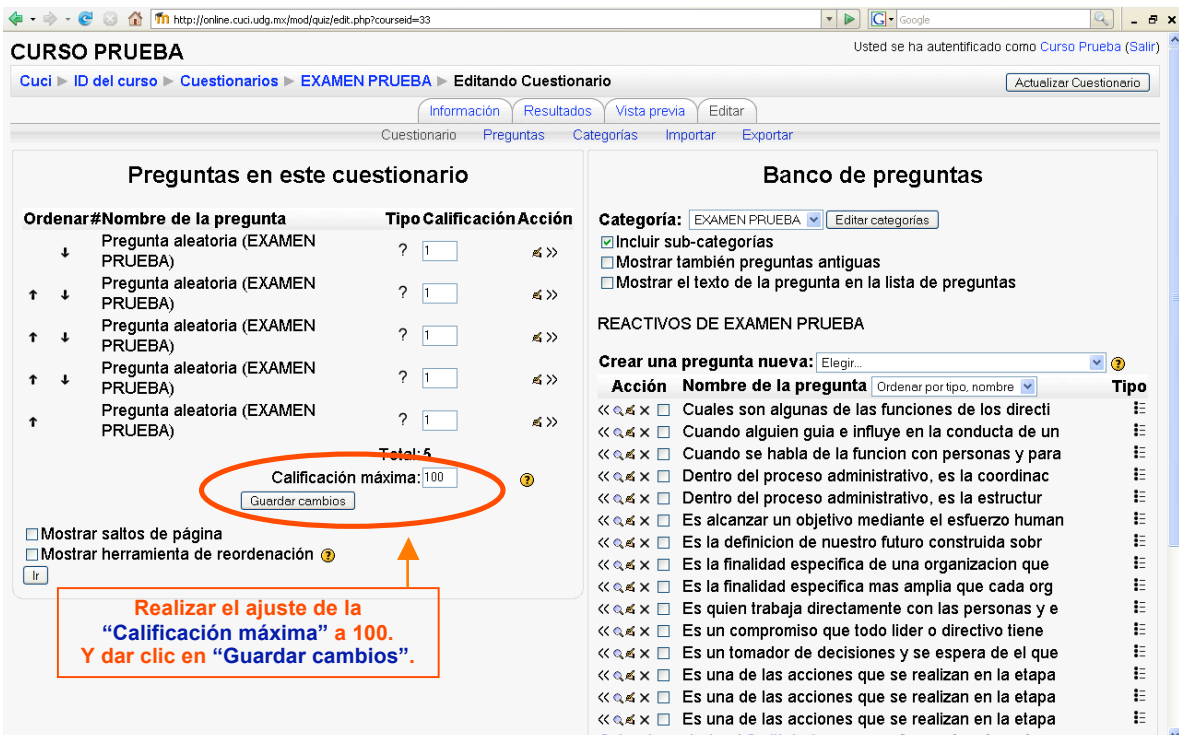 http://online.cuci.udg.mx/mod/quiz/edit.php?courseid=33
G Google
CURSO PRUEBA
Usted se ha autentificado como Curso Prueba (Salir)
Cuci ► ID del curso ► Cuestionarios ► EXAMEN PRUEBA ► Editando Cuestionario
Actualizar Cuestionario
Información Resultados Vista previa Editar
Cuestionario Preguntas Categorías Importar Exportar
Preguntas en este cuestionario
Ordenar # Nombre de la pregunta Tipo Calificación Acción
Pregunta aleatoria (EXAMEN
PRUEBA)
? 1
Pregunta aleatoria (EXAMEN
PRUEBA)
? 1
Pregunta aleatoria (EXAMEN
PRUEBA)
? 1
Pregunta aleatoria (EXAMEN
PRUEBA)
? 1
Pregunta aleatoria (EXAMEN
PRUEBA)
? 1
Total: 5
Calificación máxima: 100
Guardar cambios
Mostrar saltos de página
Mostrar herramienta de reordenación
Ir
Realizar el ajuste de la
“Calificación máxima” a 100.
Y dar clic en “Guardar cambios”.
Banco de preguntas
Categoría: EXAMEN PRUEBA Editar categorías
Incluir sub-categorías
Mostrar también preguntas antiguas
Mostrar el texto de la pregunta en la lista de preguntas
REACTIVOS DE EXAMEN PRUEBA
Crear una pregunta nueva: Elegir...
Acción Nombre de la pregunta Ordenar por tipo, nombre Tipo
Cuales son algunas de las funciones de los directi
Cuando alguien guia e influye en la conducta de un
Cuando se habla de la funcion con personas y para
Dentro del proceso administrativo, es la coordinac
Dentro del proceso administrativo, es la estructur
Es alcanzar un objetivo mediante el esfuerzo human
Es la definicion de nuestro futuro construida sobr
Es la finalidad especifica de una organizacion que
Es la finalidad especifica mas amplia que cada org
Es quien trabaja directamente con las personas y e
Es un compromiso que todo lider o directivo tiene
Es un tomador de decisiones y se espera de el que
Es una de las acciones que se realizan en la etapa
Es una de las acciones que se realizan en la etapa
Es una de las acciones que se realizan en la etapa